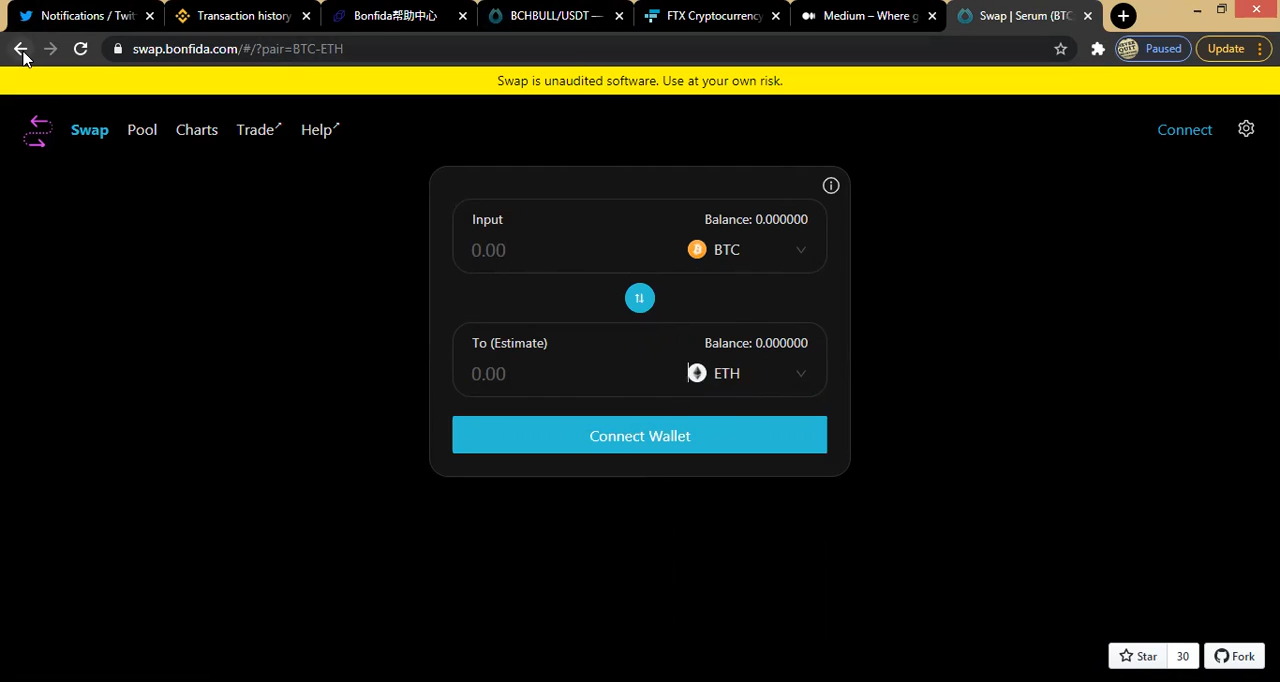 Notifications / Twit
Transaction history
Bonfida帮助中心
BCHBULL/USDT —
FTX Cryptocurrency
Medium – Where g
Swap | Serum (BTC
swap.bonfida.com/#/?pair=BTC-ETH
Paused
Update
Swap is unaudited software. Use at your own risk.
Swap
Pool
Charts
Trade↗
Help↗
Connect
Input
Balance: 0.000000
0.00
BTC
To (Estimate)
Balance: 0.000000
0.00
ETH
Connect Wallet
Star
30
Fork